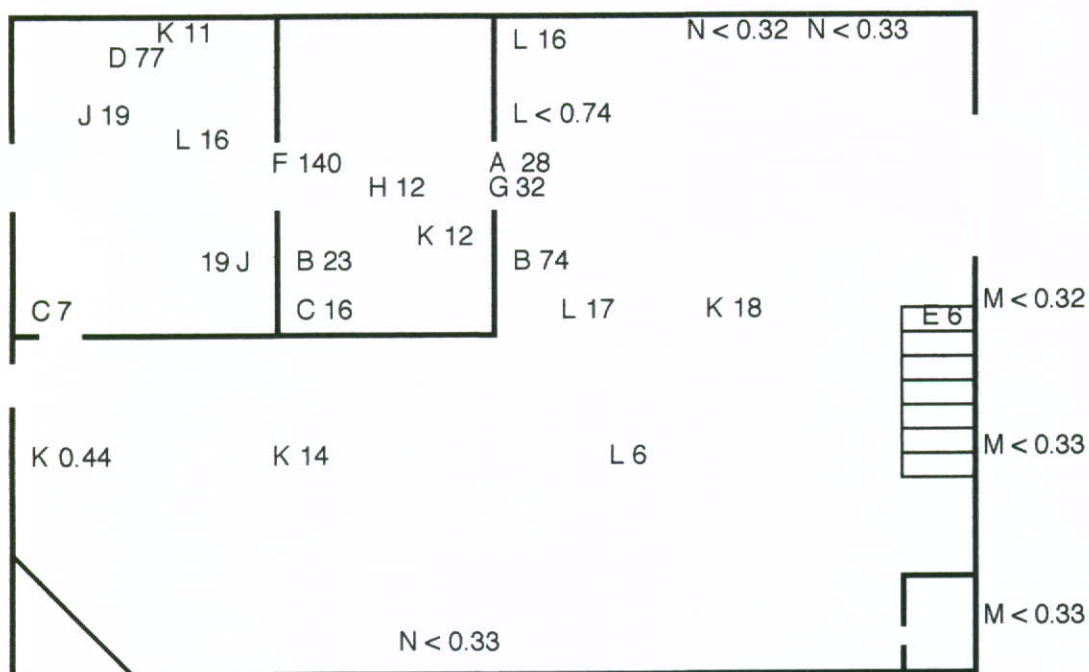 K 11
D 77
J 19
L 16
19 J
C 7
F 140
H 12
K 12
B 23
C 16
L 16
L < 0.74
A 28
G 32
B 74
L 17
K 18
N < 0.32 N < 0.33
E 6
M < 0.32
M < 0.33
M < 0.33
K 0.44
K 14
L 6
N < 0.33